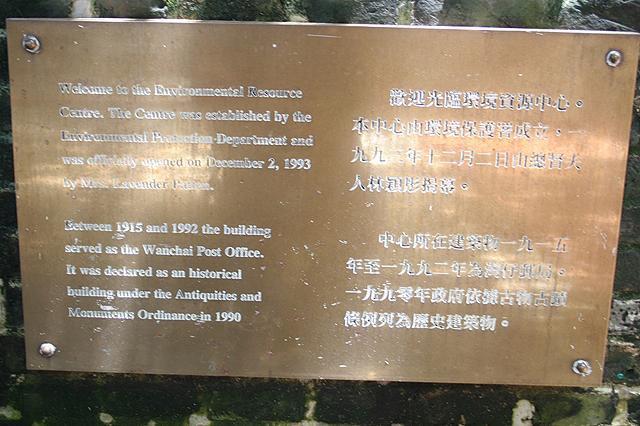 Welcome to the Environmental Resource
Centre. The Centre was established by the
Environmental Protection Department and
was officially opened on December 2, 1993
by Mrs. Lavender Patten.
Between 1915 and 1992 the building
served as the Wanchai Post Office.
It was declared as an historical
building under the Antiquities and
Monuments Ordinance in 1990
歡迎光臨環境資源中心。
本中心由環境保護署成立，一
九九三年十二月二日由總督夫
人林穎彤揭幕。
中心所在建築物一九一五
年至一九九二年為灣仔郵局。
一九九零年政府依據古物古蹟
條例列為歷史建築物。